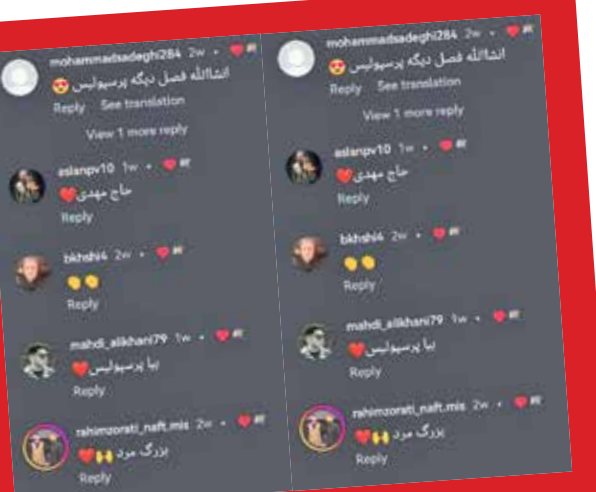 mohammadsadeghi284 2w
انشاالله فصل دیگه پرسپولیس 😍
Reply See translation
View 1 more reply
aslanpv10 1w
حاج مهدی❤️
Reply
bkhshi4 2w
👏👏
Reply
mahdi_alikhani79 1w
بیا پرسپولیس❤️
Reply
rahimzorati_naft.mis 2w
بزرگ مرد 🙌❤️
Reply
mohammadsadeghi284 2w
انشاالله فصل دیگه پرسپولیس 😍
Reply See translation
View 1 more reply
aslanpv10 1w
حاج مهدی❤️
Reply
bkhshi4 2w
👏👏
Reply
mahdi_alikhani79 1w
بیا پرسپولیس❤️
Reply
rahimzorati_naft.mis 2w
بزرگ مرد 🙌❤️
Reply